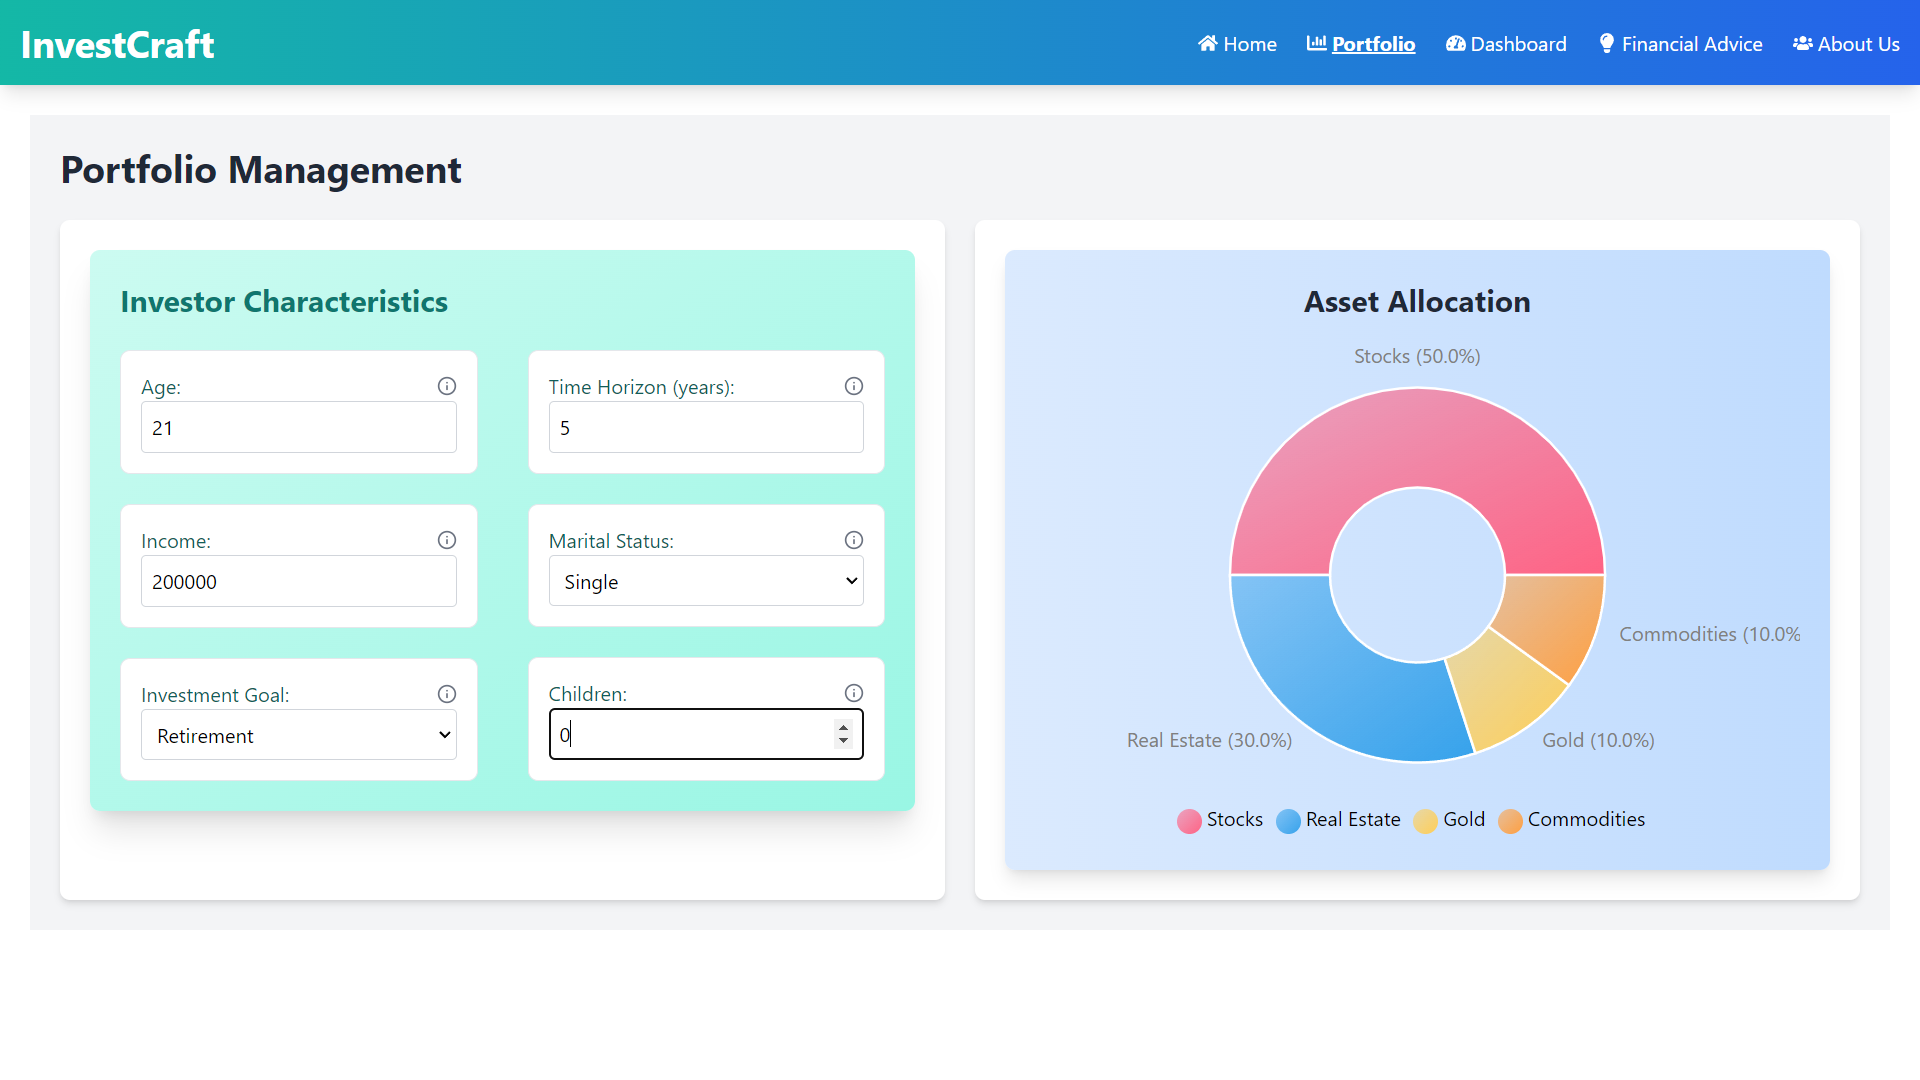 InvestCraft
Home
Portfolio
Dashboard
Financial Advice
About Us
Portfolio Management
Investor Characteristics
Age:
21
Time Horizon (years):
5
Income:
200000
Marital Status:
Single
Investment Goal:
Retirement
Children:
0
Asset Allocation
Stocks (50.0%)
Commodities (10.0%
Real Estate (30.0%)
Gold (10.0%)
Stocks
Real Estate
Gold
Commodities